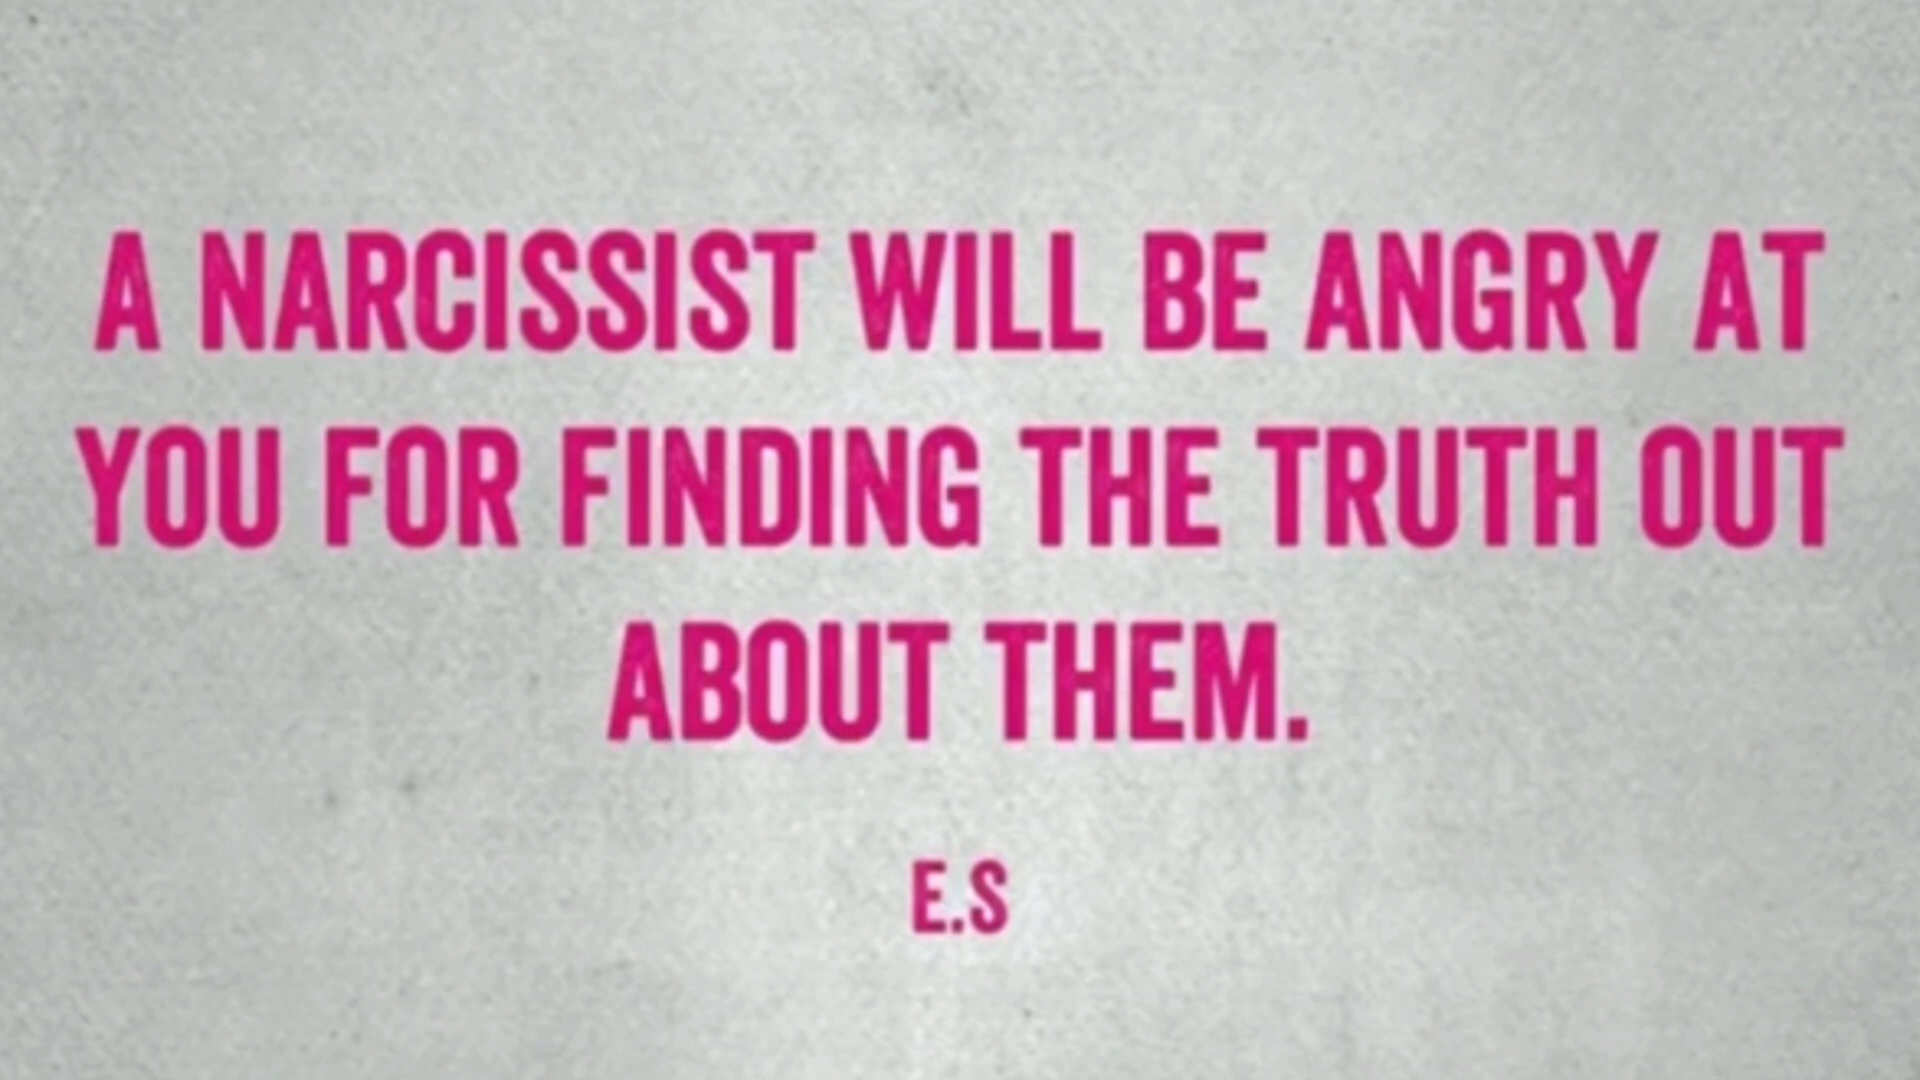 A NARCISSIST WILL BE ANGRY AT
YOU FOR FINDING THE TRUTH OUT
ABOUT THEM.
E.S